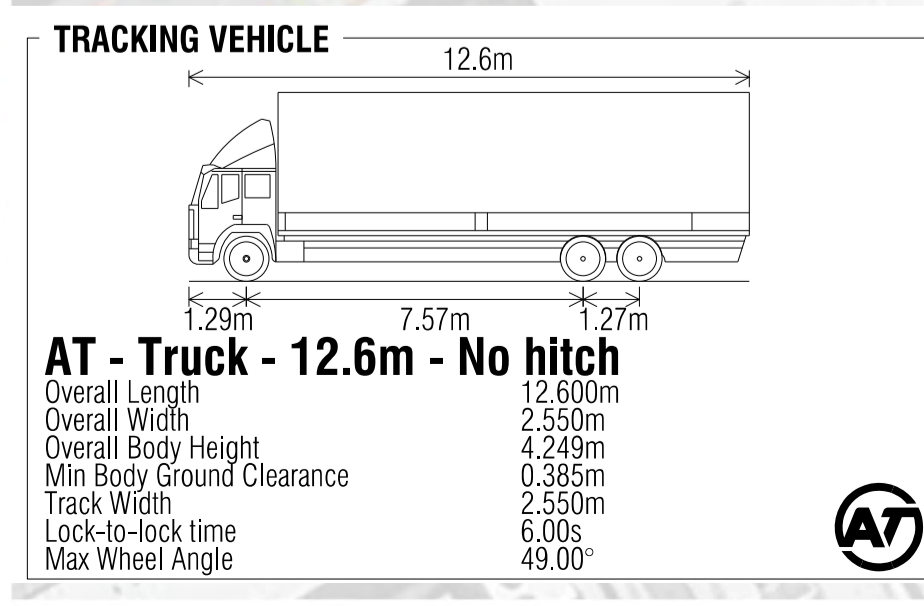 TRACKING VEHICLE
12.6m
1.29m 7.57m 1.27m
AT - Truck - 12.6m - No hitch
Overall Length 12.600m
Overall Width 2.550m
Overall Body Height 4.249m
Min Body Ground Clearance 0.385m
Track Width 2.550m
Lock-to-lock time 6.00s
Max Wheel Angle 49.00°
AT